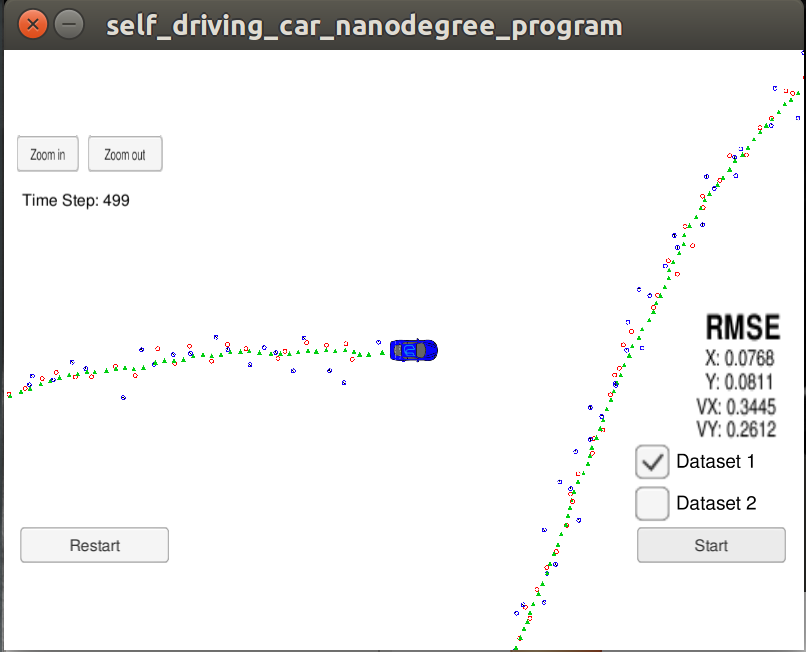 self_driving_car_nanodegree_program
Zoom in
Zoom out
Time Step: 499
RMSE
X: 0.0768
Y: 0.0811
VX: 0.3445
VY: 0.2612
Dataset 1
Dataset 2
Restart
Start